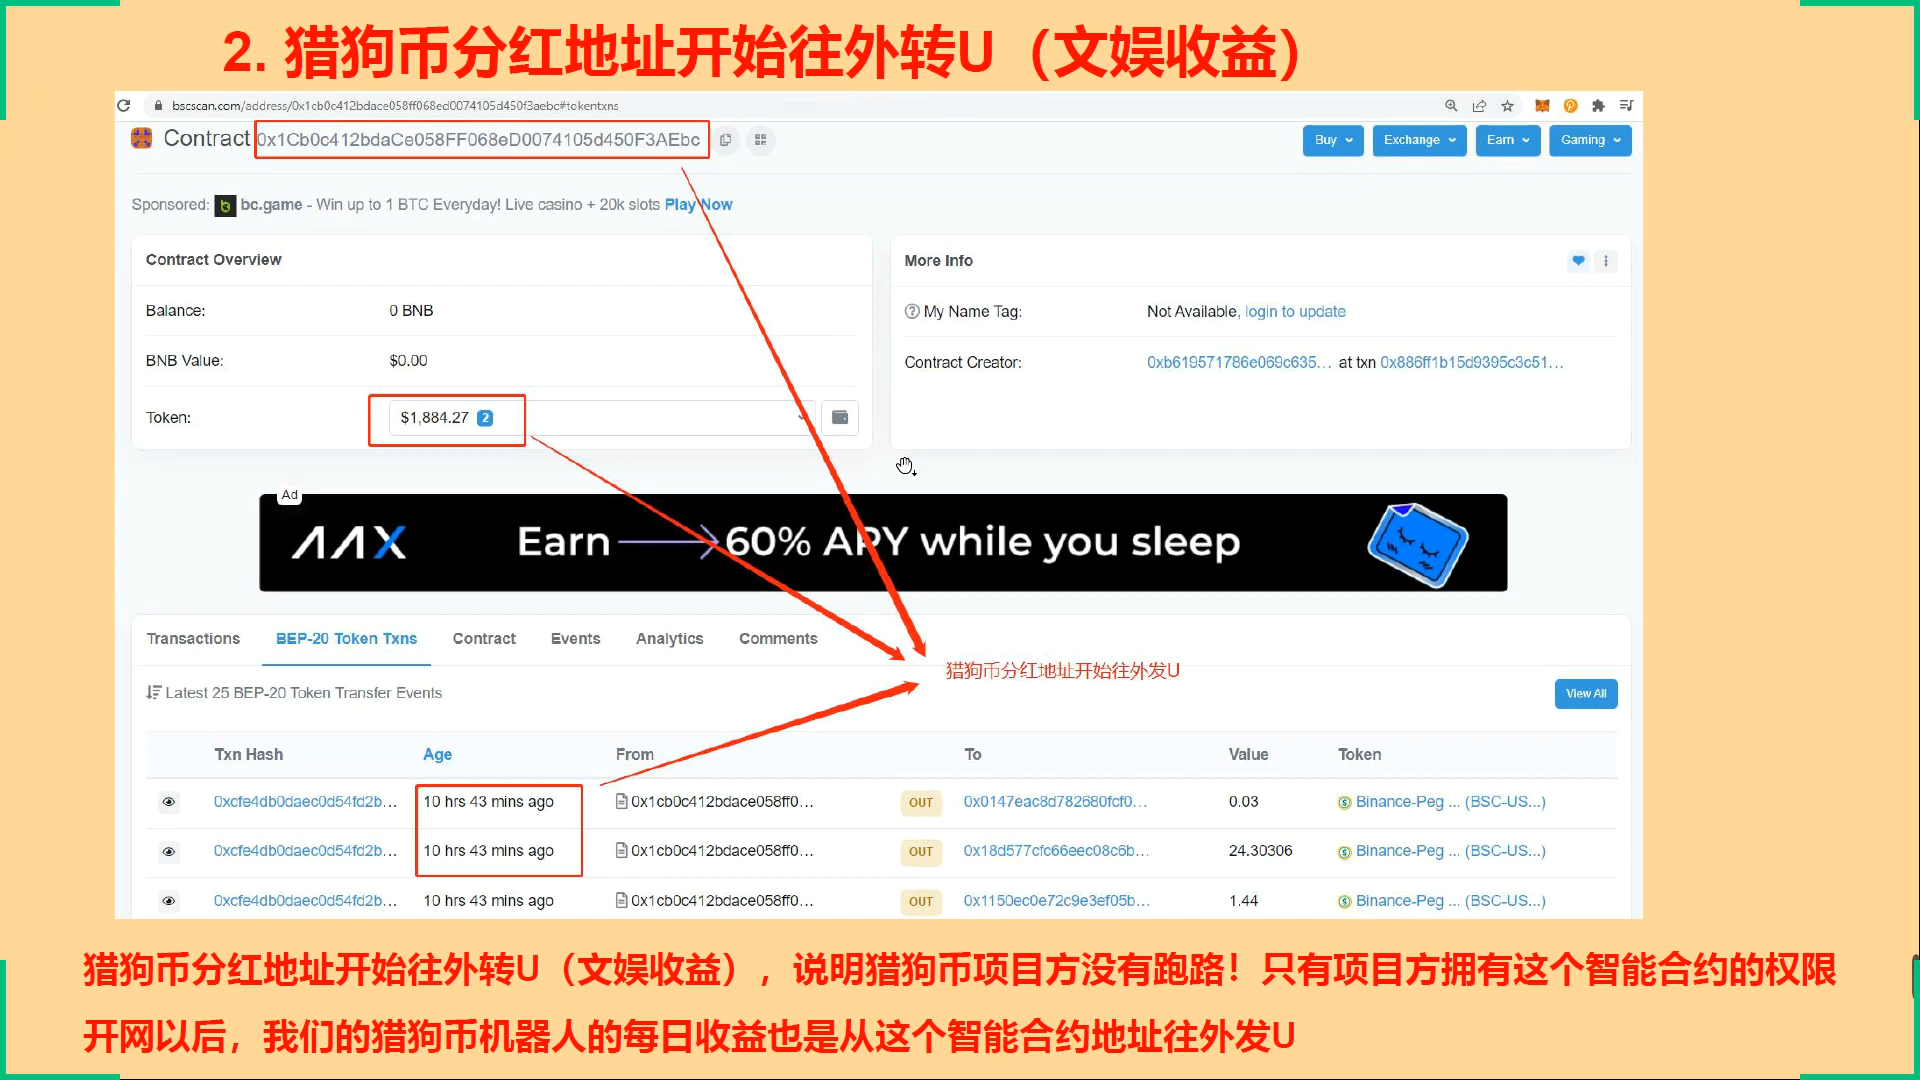 2. 猎狗币分红地址开始往外转U（文娱收益）
bscscan.com/address/0x1cb0c412bdace058ff068ed0074105d450f3aebc#tokentxns
Contract 0x1Cb0c412bdaCe058FF068eD0074105d450F3AEbc
Buy Exchange Earn Gaming
Sponsored: bc.game - Win up to 1 BTC Everyday! Live casino + 20k slots Play Now
Contract Overview
Balance: 0 BNB
BNB Value: $0.00
Token: $1,884.27 2
More Info
My Name Tag: Not Available, login to update
Contract Creator: 0xb619571786e069c635... at txn 0x886ff1b15d9395c3c51...
Ad
AAX Earn 60% APY while you sleep
Transactions BEP-20 Token Txns Contract Events Analytics Comments
猎狗币分红地址开始往外发U
Latest 25 BEP-20 Token Transfer Events View All
Txn Hash Age From To Value Token
0xcfe4db0daec0d54fd2b... 10 hrs 43 mins ago 0x1cb0c412bdace058ff0... OUT 0x0147eac8d782680fcf0... 0.03 Binance-Peg ... (BSC-US...)
0xcfe4db0daec0d54fd2b... 10 hrs 43 mins ago 0x1cb0c412bdace058ff0... OUT 0x18d577cfc66eec08c6b... 24.30306 Binance-Peg ... (BSC-US...)
0xcfe4db0daec0d54fd2b... 10 hrs 43 mins ago 0x1cb0c412bdace058ff0... OUT 0x1150ec0e72c9e3ef05b... 1.44 Binance-Peg ... (BSC-US...)
猎狗币分红地址开始往外转U（文娱收益），说明猎狗币项目方没有跑路！只有项目方拥有这个智能合约的权限
开网以后，我们的猎狗币机器人的每日收益也是从这个智能合约地址往外发U